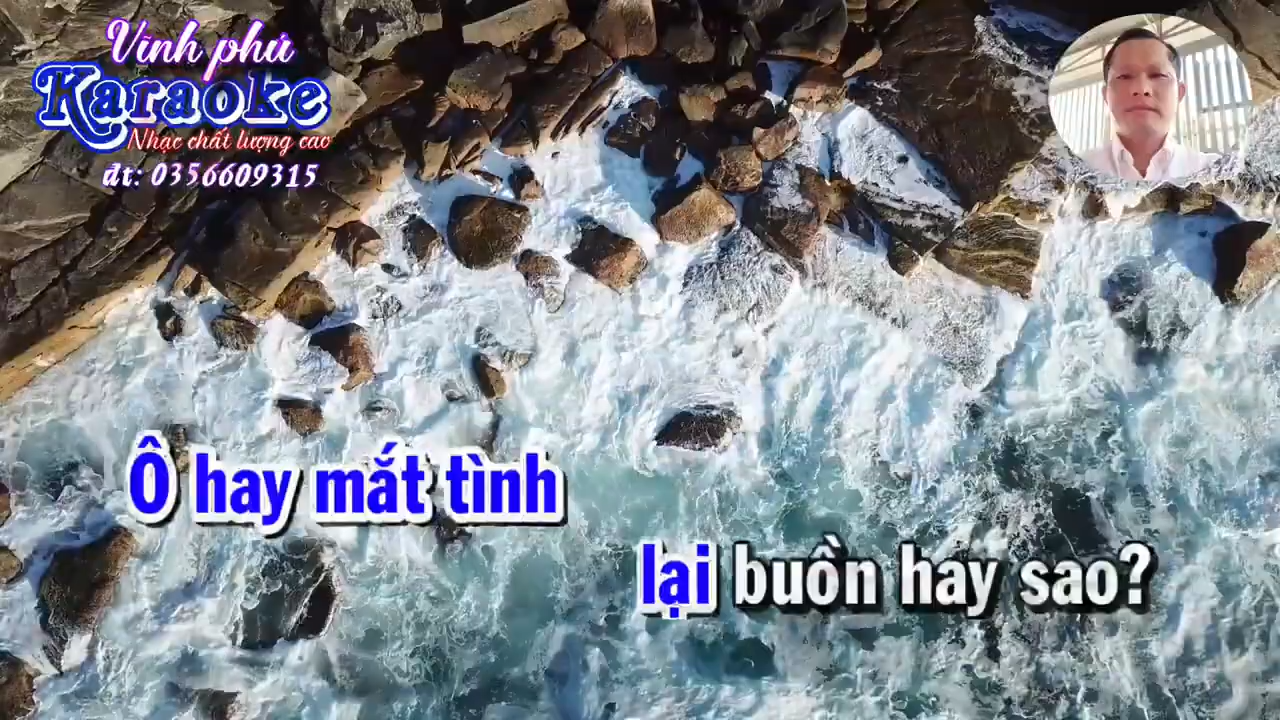 Vĩnh phú
Karaoke
Nhạc chất lượng cao
đt: 0356609315
Ô hay mắt tình
lại buồn hay sao?